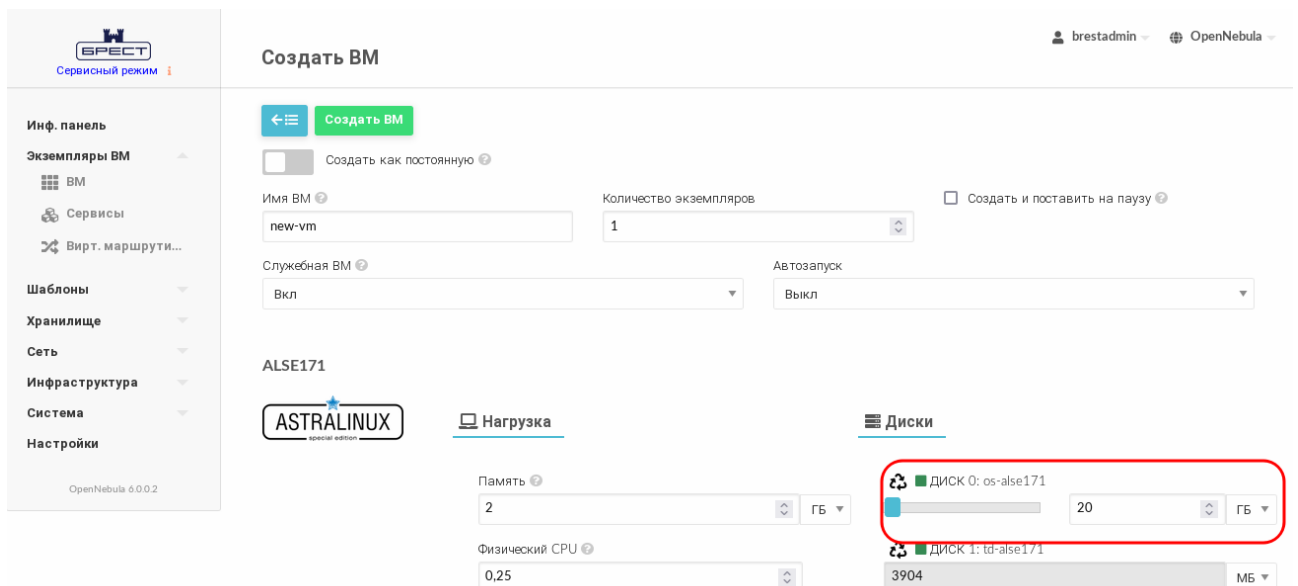 БРЕСТ
Сервисный режим
Создать ВМ
brestadmin
OpenNebula
Инф. панель
Экземпляры ВМ
ВМ
Сервисы
Вирт. маршрути...
Шаблоны
Хранилище
Сеть
Инфраструктура
Система
Настройки
OpenNebula 6.0.0.2
Создать ВМ
Создать как постоянную
Имя ВМ
new-vm
Количество экземпляров
1
Создать и поставить на паузу
Служебная ВМ
Вкл
Автозапуск
Выкл
ALSE171
ASTRALINUX
special edition
Нагрузка
Диски
Память
2 ГБ
ДИСК 0: os-alse171
20 ГБ
Физический CPU
0,25
ДИСК 1: td-alse171
3904 МБ